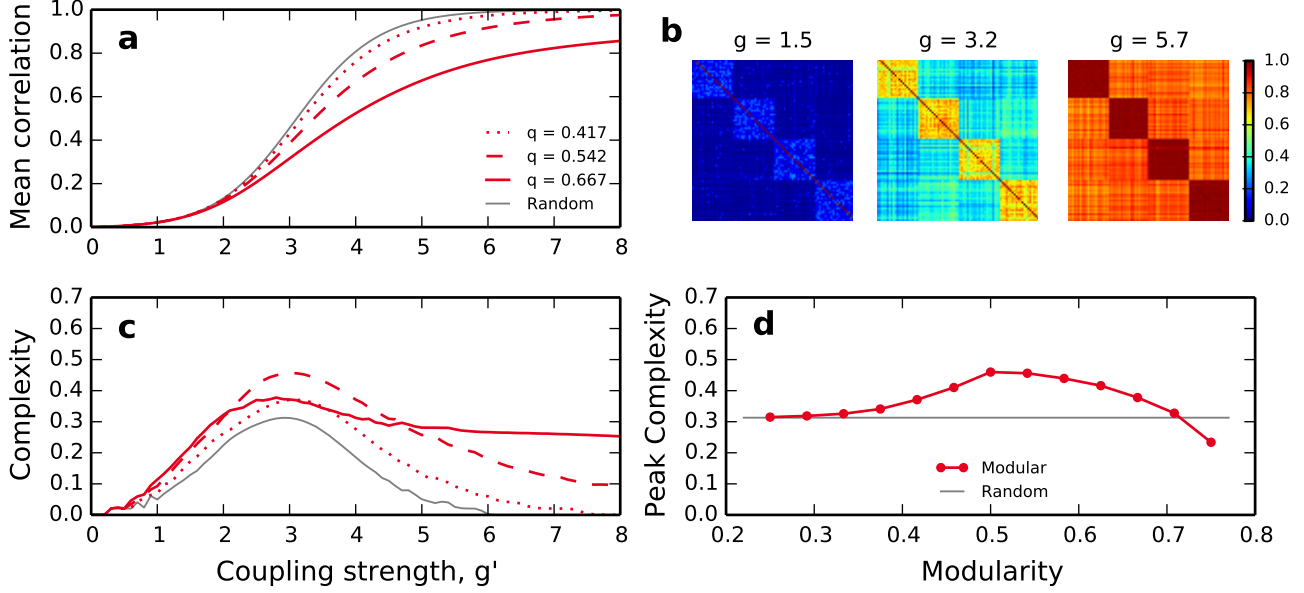 a
Mean correlation
1.0
0.8
0.6
0.4
0.2
0.0
q = 0.417
q = 0.542
q = 0.667
Random
0 1 2 3 4 5 6 7 8
b
g = 1.5 g = 3.2 g = 5.7
1.0
0.8
0.6
0.4
0.2
0.0
c
Complexity
0.7
0.6
0.5
0.4
0.3
0.2
0.1
0.0
0 1 2 3 4 5 6 7 8
Coupling strength, g'
d
Peak Complexity
0.7
0.6
0.5
0.4
0.3
0.2
0.1
0.0
Modular
Random
0.2 0.3 0.4 0.5 0.6 0.7 0.8
Modularity